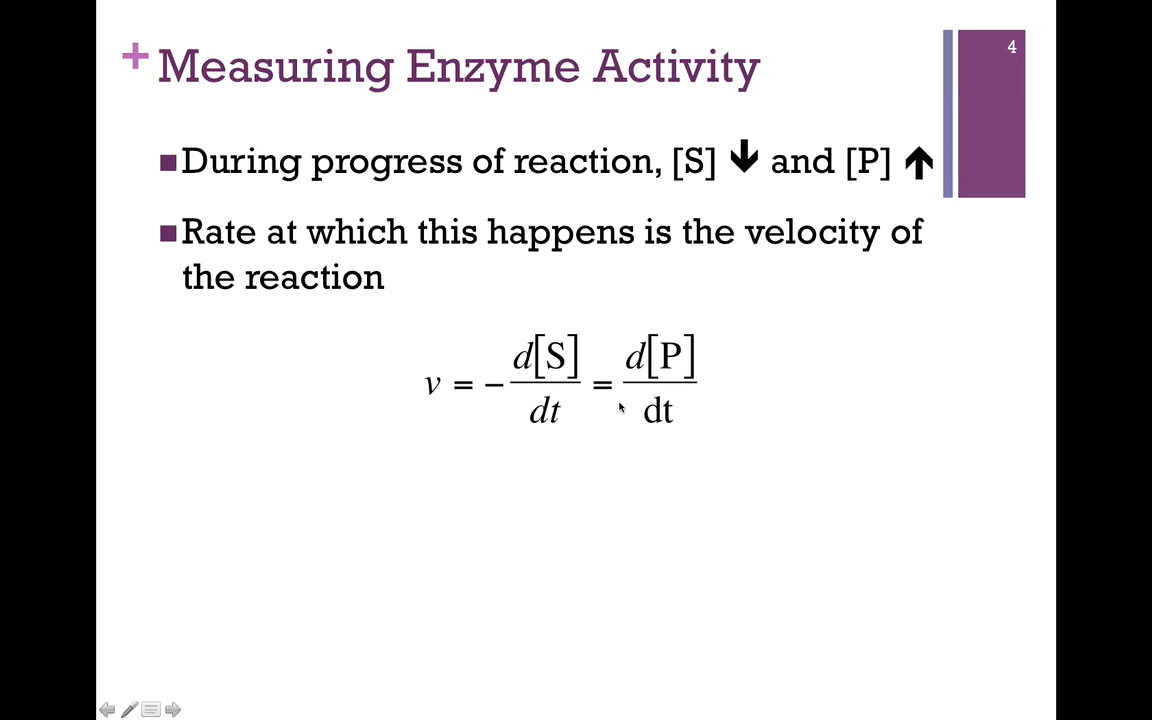 4
+ Measuring Enzyme Activity
■ During progress of reaction, [S] 🡫 and [P] 🡩
■ Rate at which this happens is the velocity of
the reaction
v = − d[S]/dt = d[P]/dt